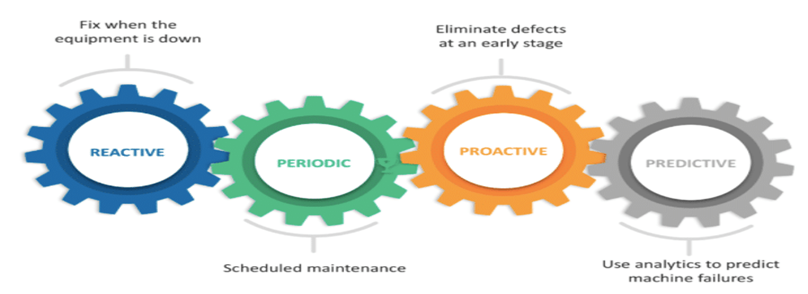 Fix when the
equipment is down
Eliminate defects
at an early stage
REACTIVE
PERIODIC
PROACTIVE
PREDICTIVE
Scheduled maintenance
Use analytics to predict
machine failures